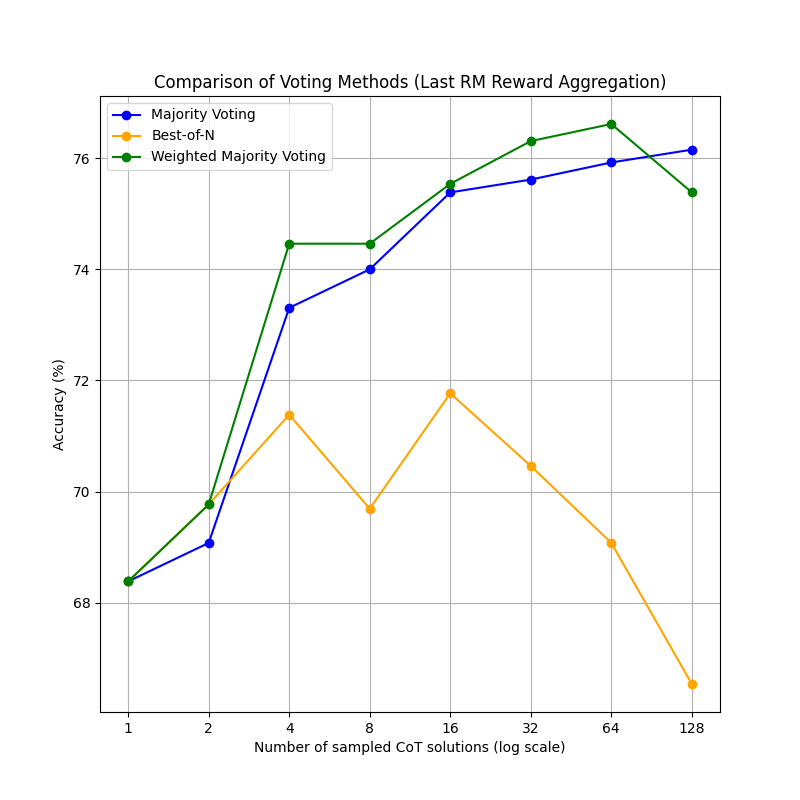 Comparison of Voting Methods (Last RM Reward Aggregation)
Majority Voting
Best-of-N
Weighted Majority Voting
Accuracy (%)
76
74
72
70
68
1 2 4 8 16 32 64 128
Number of sampled CoT solutions (log scale)